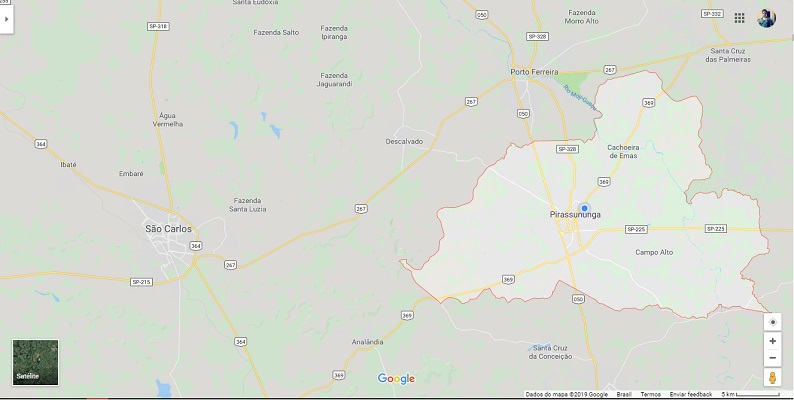 Santa Eudóxia
SP-318
050
Fazenda
Morro Alto
SP-332
Fazenda Salto
Fazenda
Ipiranga
SP-328
Santa Cruz
das Palmeiras
Fazenda
Jaguarandi
Porto Ferreira
267
Rio Moji-Guaçu
267
369
050
Água
Vermelha
364
Descalvado
SP-328
Cachoeira
de Emas
Ibaté
Embaré
369
Fazenda
Santa Luzia
267
Pirassununga
São Carlos
SP-225
SP-225
364
Campo Alto
267
SP-215
369
050
369
364
Analândia
Santa Cruz
da Conceição
369
Satélite
Google
Dados do mapa ©2019 Google Brasil Termos Enviar feedback 5 km